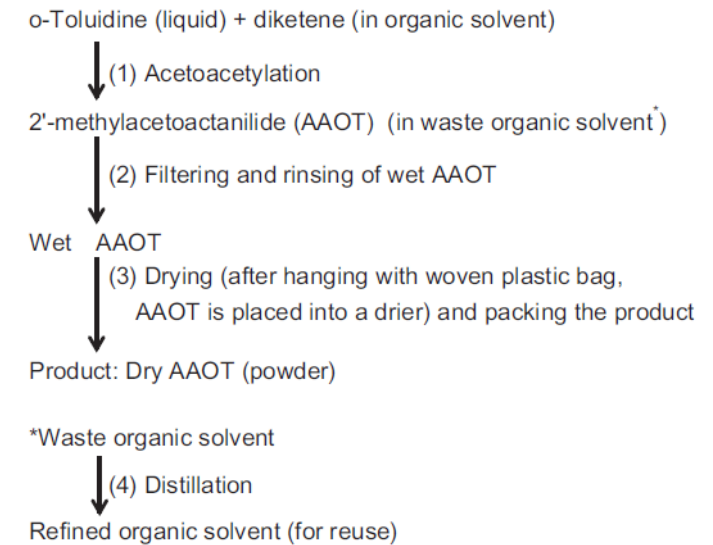 o-Toluidine (liquid) + diketene (in organic solvent)
(1) Acetoacetylation
2'-methylacetoactanilide (AAOT) (in waste organic solvent*)
(2) Filtering and rinsing of wet AAOT
Wet AAOT
(3) Drying (after hanging with woven plastic bag,
AAOT is placed into a drier) and packing the product
Product: Dry AAOT (powder)
*Waste organic solvent
(4) Distillation
Refined organic solvent (for reuse)